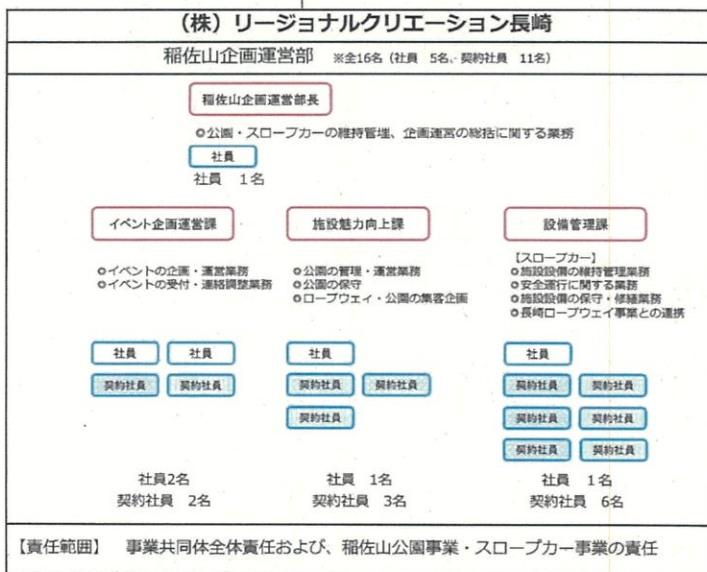 (株)リージョナルクリエーション長崎
稲佐山企画運営部 ※全16名(社員 5名、契約社員 11名)
稲佐山企画運営部長
◎公園・スロープカーの維持管理、企画運営の総括に関する業務
社員
社員 1名
イベント企画運営課
◎イベントの企画・運営業務
◎イベントの受付・連絡調整業務
社員 社員
契約社員 契約社員
社員2名
契約社員 2名
施設魅力向上課
◎公園の管理・運営業務
◎公園の保守
◎ロープウェイ・公園の集客企画
社員
契約社員 契約社員
契約社員
社員 1名
契約社員 3名
設備管理課
【スロープカー】
◎施設設備の維持管理業務
◎安全運行に関する業務
◎施設設備の保守・修繕業務
◎長崎ロープウェイ事業との連携
社員
契約社員 契約社員
契約社員 契約社員
契約社員 契約社員
社員 1名
契約社員 6名
【責任範囲】 事業共同体全体責任および、稲佐山公園事業・スロープカー事業の責任